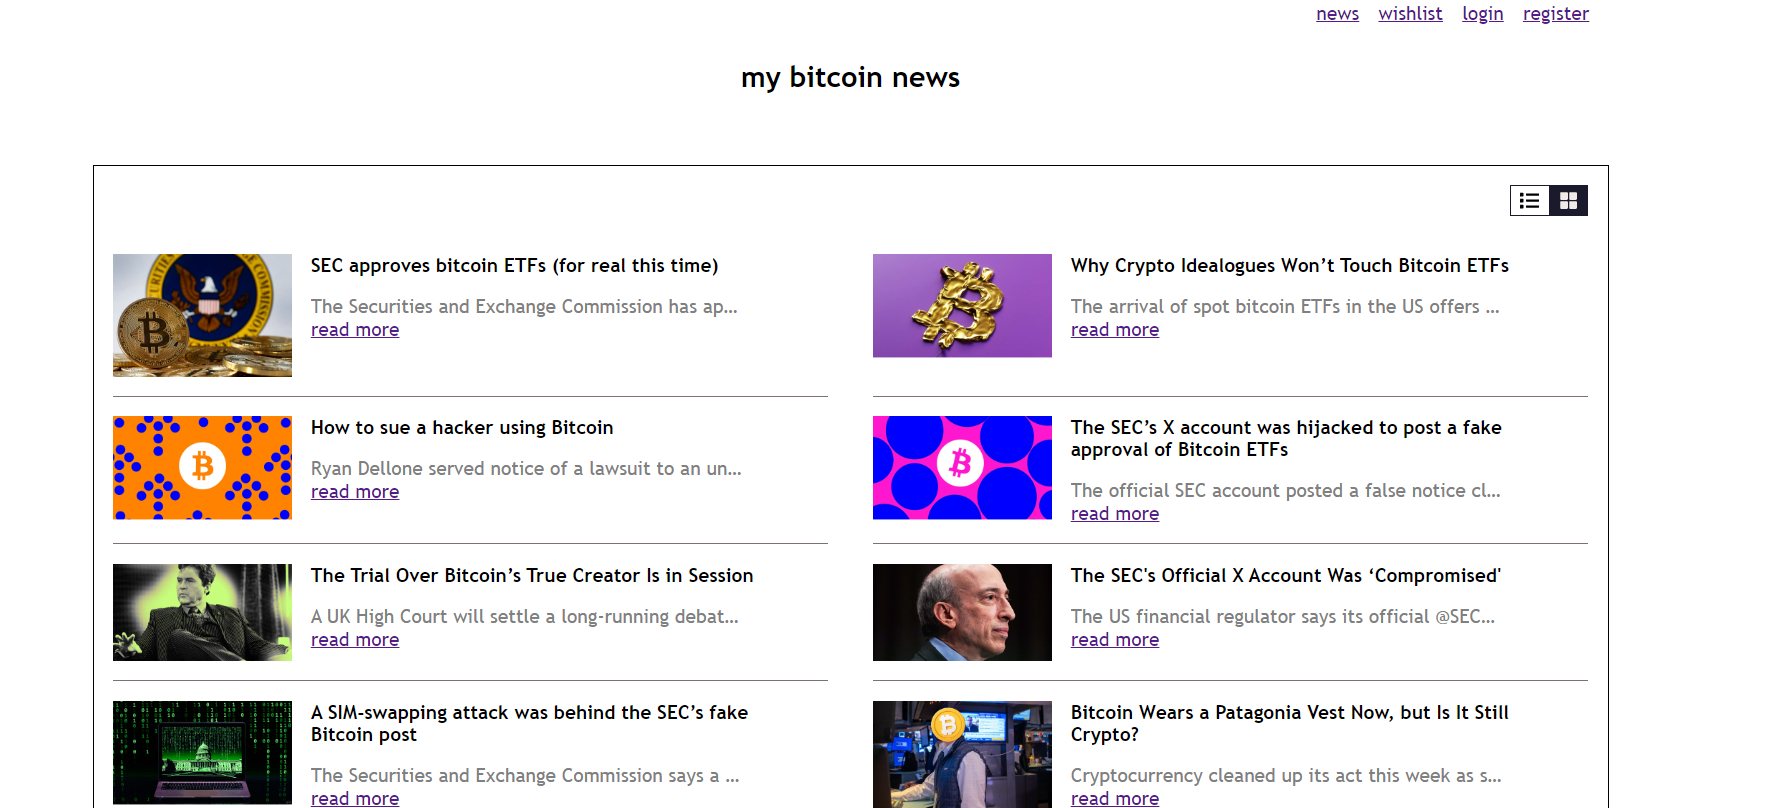 news wishlist login register
my bitcoin news
SEC approves bitcoin ETFs (for real this time)
The Securities and Exchange Commission has ap...
read more
Why Crypto Idealogues Won’t Touch Bitcoin ETFs
The arrival of spot bitcoin ETFs in the US offers ...
read more
How to sue a hacker using Bitcoin
Ryan Dellone served notice of a lawsuit to an un...
read more
The SEC’s X account was hijacked to post a fake
approval of Bitcoin ETFs
The official SEC account posted a false notice cl...
read more
The Trial Over Bitcoin’s True Creator Is in Session
A UK High Court will settle a long-running debat...
read more
The SEC's Official X Account Was ‘Compromised'
The US financial regulator says its official @SEC...
read more
A SIM-swapping attack was behind the SEC’s fake
Bitcoin post
The Securities and Exchange Commission says a ...
read more
Bitcoin Wears a Patagonia Vest Now, but Is It Still
Crypto?
Cryptocurrency cleaned up its act this week as s...
read more